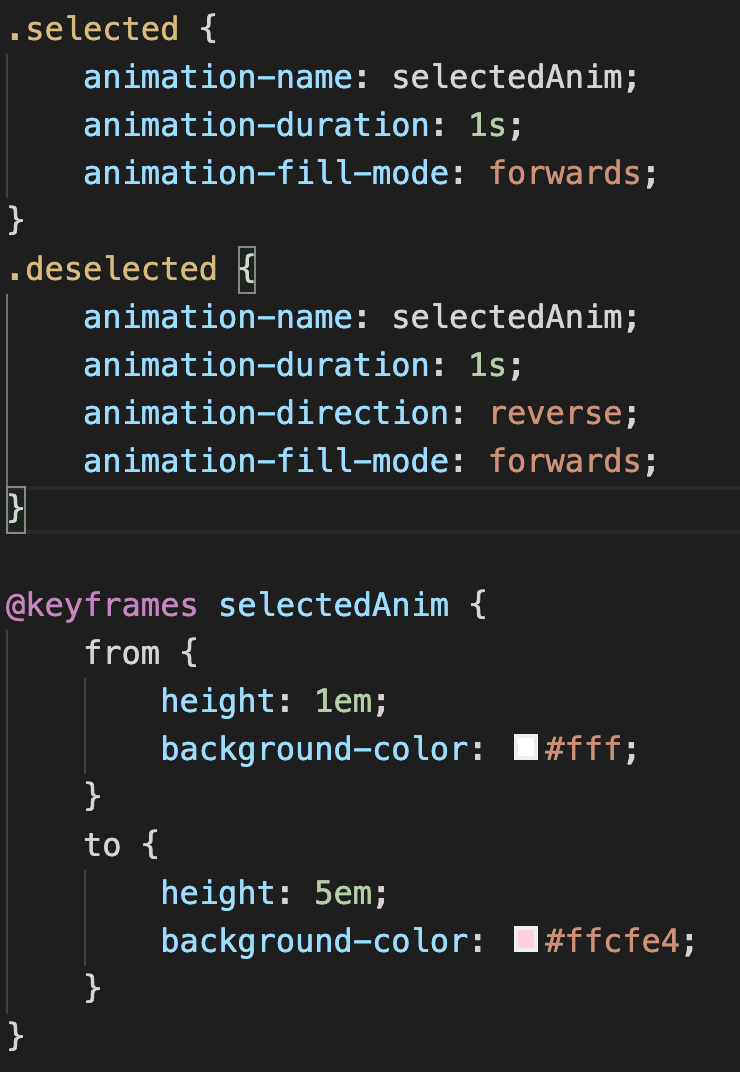 .selected {
    animation-name: selectedAnim;
    animation-duration: 1s;
    animation-fill-mode: forwards;
}
.deselected {
    animation-name: selectedAnim;
    animation-duration: 1s;
    animation-direction: reverse;
    animation-fill-mode: forwards;
}

@keyframes selectedAnim {
    from {
        height: 1em;
        background-color: #fff;
    }
    to {
        height: 5em;
        background-color: #ffcfe4;
    }
}